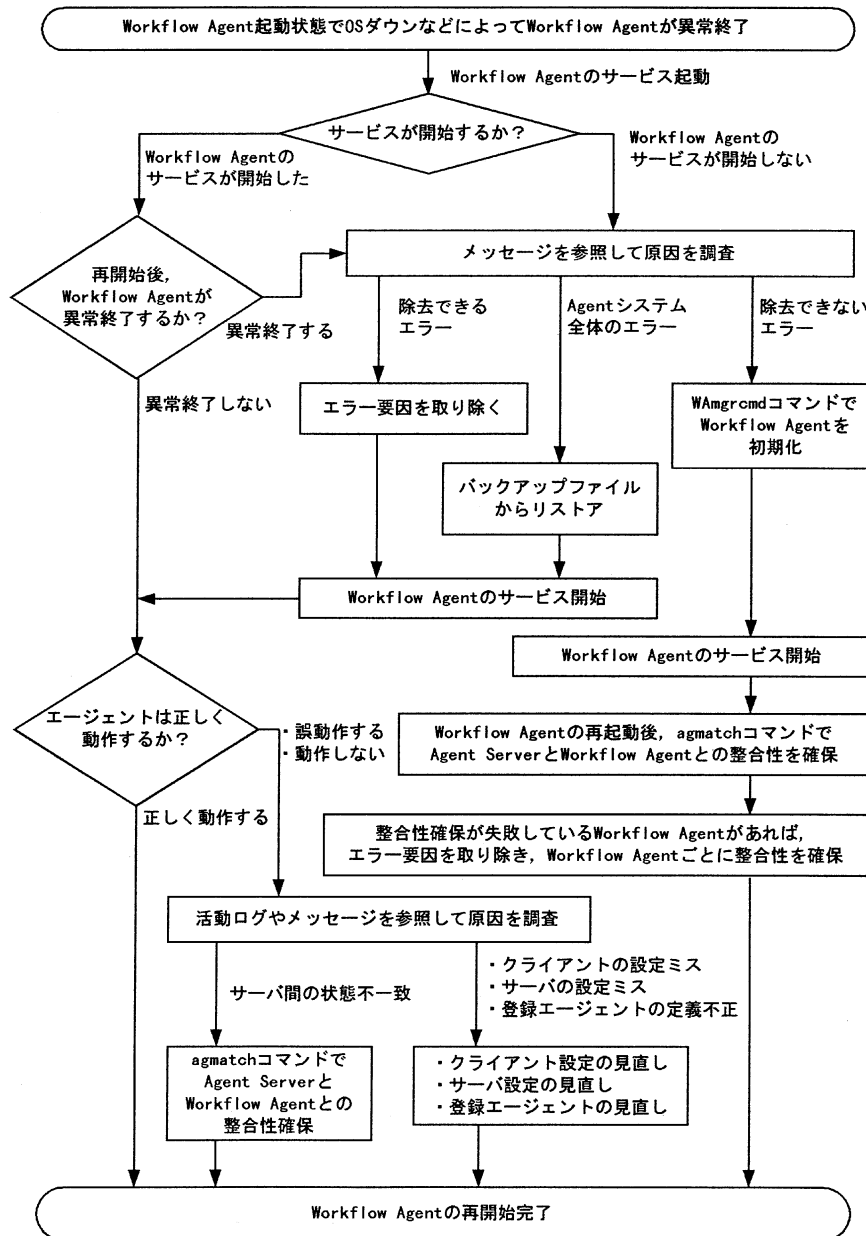 Workflow Agent起動状態でOSダウンなどによってWorkflow Agentが異常終了
Workflow Agentのサービス起動
サービスが開始するか？
Workflow Agentの
サービスが開始した
Workflow Agentの
サービスが開始しない
再開始後，
Workflow Agentが
異常終了するか？
異常終了する
メッセージを参照して原因を調査
除去できる
エラー
Agentシステム
全体のエラー
除去できない
エラー
異常終了しない
エラー要因を取り除く
WAmgrcmdコマンドで
Workflow Agentを
初期化
バックアップファイル
からリストア
Workflow Agentのサービス開始
Workflow Agentのサービス開始
エージェントは正しく
動作するか？
・誤動作する
・動作しない
Workflow Agentの再起動後，agmatchコマンドで
Agent ServerとWorkflow Agentとの整合性を確保
正しく動作する
整合性確保が失敗しているWorkflow Agentがあれば，
エラー要因を取り除き，Workflow Agentごとに整合性を確保
活動ログやメッセージを参照して原因を調査
サーバ間の状態不一致
・クライアントの設定ミス
・サーバの設定ミス
・登録エージェントの定義不正
agmatchコマンドで
Agent Serverと
Workflow Agentとの
整合性確保
・クライアント設定の見直し
・サーバ設定の見直し
・登録エージェントの見直し
Workflow Agentの再開始完了